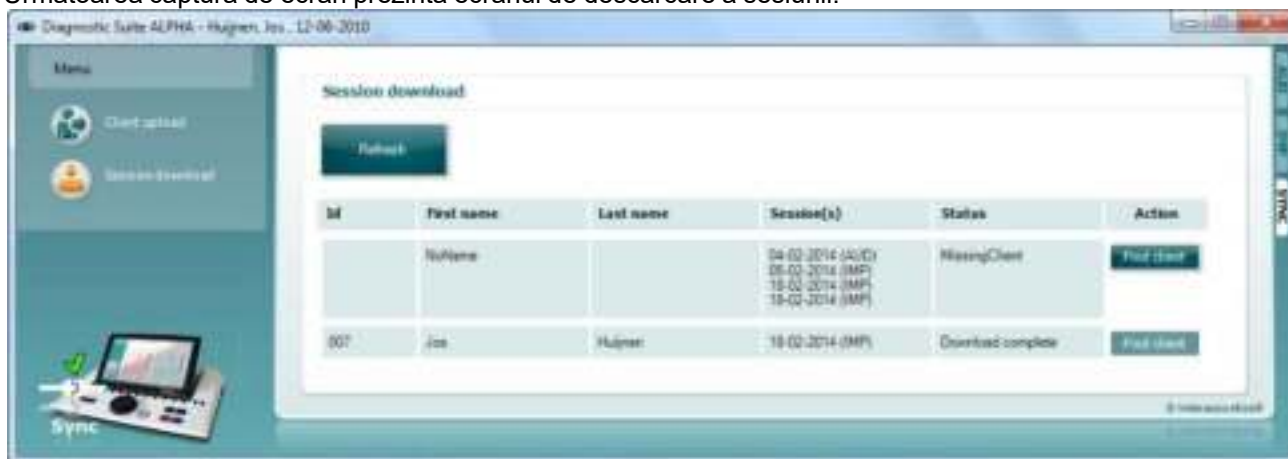 Următoarea captură de ecran prezintă ecranul de descărcare a sesiunii:
Diagnostic Suite ALPHA - Huijnen, Jos , 12-06-2010
Menu
Client upload
Session download
Sync
Session download
Refresh
Id First name Last name Session(s) Status Action
NoName 04-02-2014 (AUD) MissingClient Find client
(IMP)
18-02-2014 (IMP)
18-02-2014 (IMP)
007 Jos Huijnen 18-02-2014 (IMP) Download complete Find client
SYNC